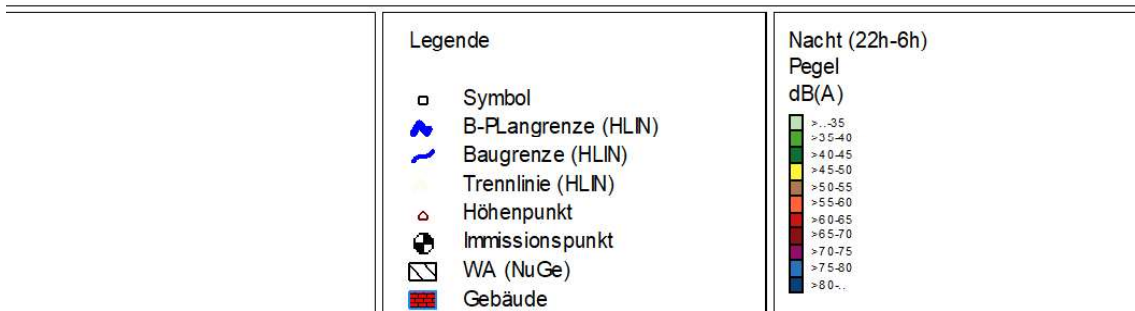 Legende
Symbol
B-PLangrenze (HLIN)
Baugrenze (HLIN)
Trennlinie (HLIN)
Höhenpunkt
Immissionspunkt
WA (NuGe)
Gebäude
Nacht (22h-6h)
Pegel
dB(A)
>..-35
>35-40
>40-45
>45-50
>50-55
>55-60
>60-65
>65-70
>70-75
>75-80
>80-..